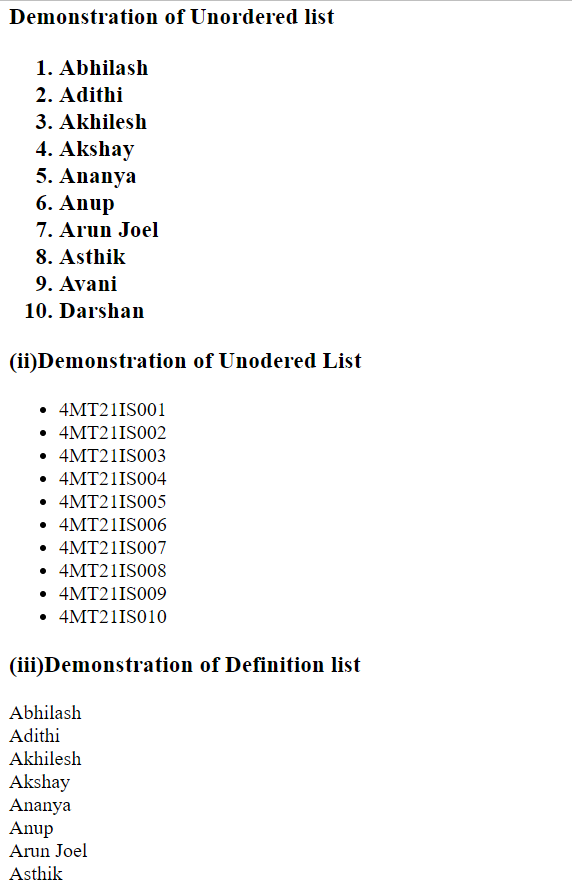 Demonstration of Unordered list
1. Abhilash
2. Adithi
3. Akhilesh
4. Akshay
5. Ananya
6. Anup
7. Arun Joel
8. Asthik
9. Avani
10. Darshan
(ii)Demonstration of Unodered List
• 4MT21IS001
• 4MT21IS002
• 4MT21IS003
• 4MT21IS004
• 4MT21IS005
• 4MT21IS006
• 4MT21IS007
• 4MT21IS008
• 4MT21IS009
• 4MT21IS010
(iii)Demonstration of Definition list
Abhilash
Adithi
Akhilesh
Akshay
Ananya
Anup
Arun Joel
Asthik